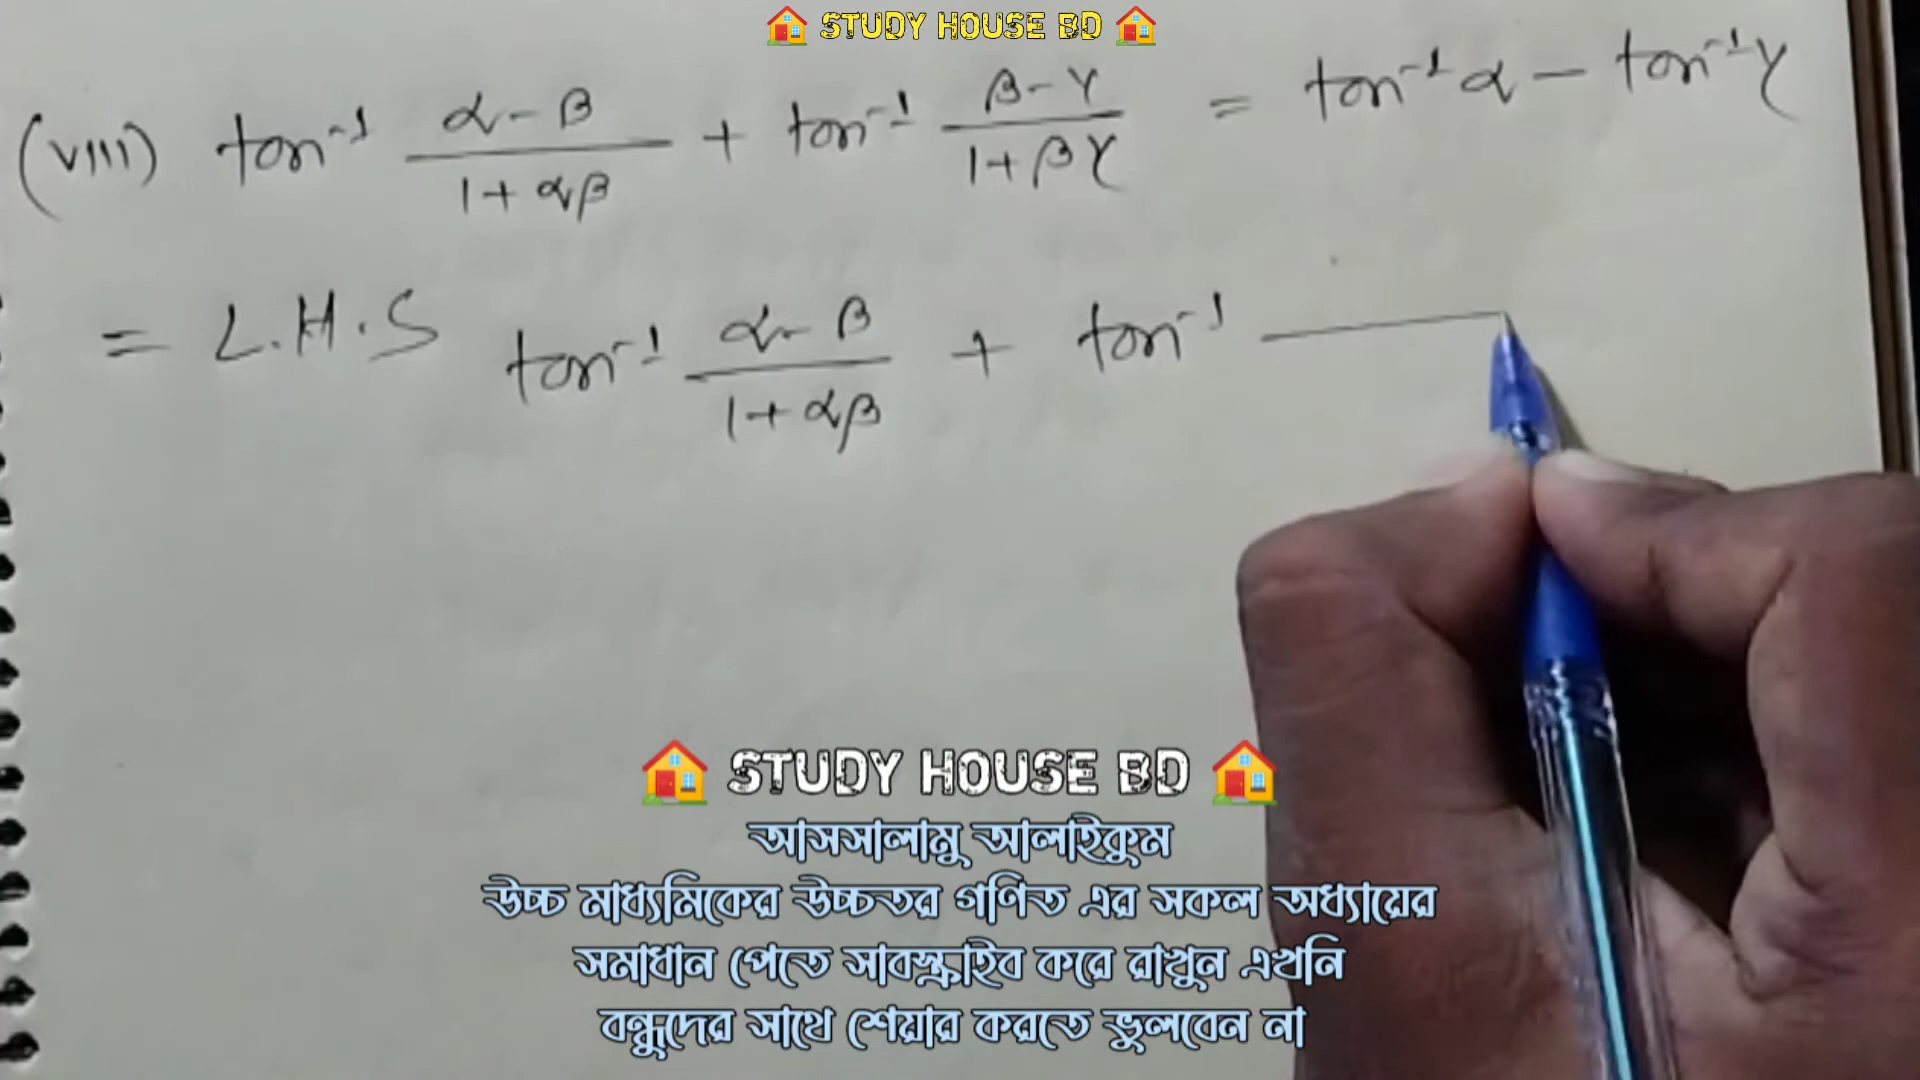 🏠 STUDY HOUSE BD 🏠
(viii) tan⁻¹ (α-β)/(1+αβ) + tan⁻¹ (β-γ)/(1+βγ) = tan⁻¹α - tan⁻¹γ
= L.H.S tan⁻¹ (α-β)/(1+αβ) + tan⁻¹
🏠 STUDY HOUSE BD 🏠
আসসালামু আলাইকুম
উচ্চ মাধ্যমিকের উচ্চতর গণিত এর সকল অধ্যায়ের
সমাধান পেতে সাবস্ক্রাইব করে রাখুন এখনি
বন্ধুদের সাথে শেয়ার করতে ভুলবেন না